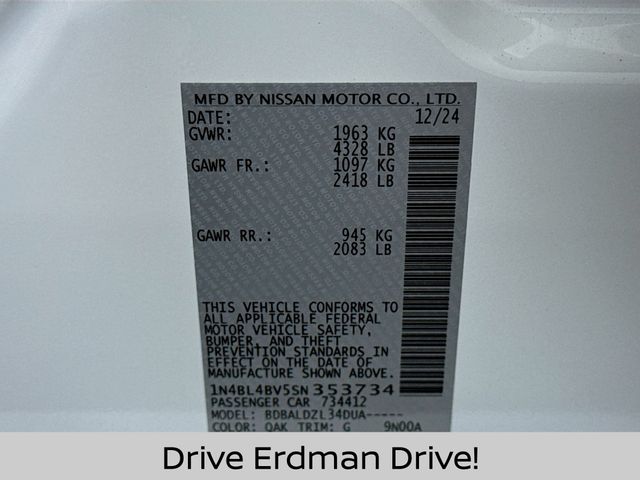 MFD BY NISSAN MOTOR CO., LTD.
DATE: 12/24
GVWR: 1963 KG
4328 LB
GAWR FR.: 1097 KG
2418 LB
GAWR RR.: 945 KG
2083 LB
THIS VEHICLE CONFORMS TO
ALL APPLICABLE FEDERAL
MOTOR VEHICLE SAFETY,
BUMPER, AND THEFT
PREVENTION STANDARDS
IN EFFECT ON THE DATE OF
MANUFACTURE SHOWN ABOVE.
1N4BL4BV5SN353734
PASSENGER CAR 734412
MODEL: BDBALDZL34DUA-----
COLOR: QAK TRIM: G 9N00A
Drive Erdman Drive!